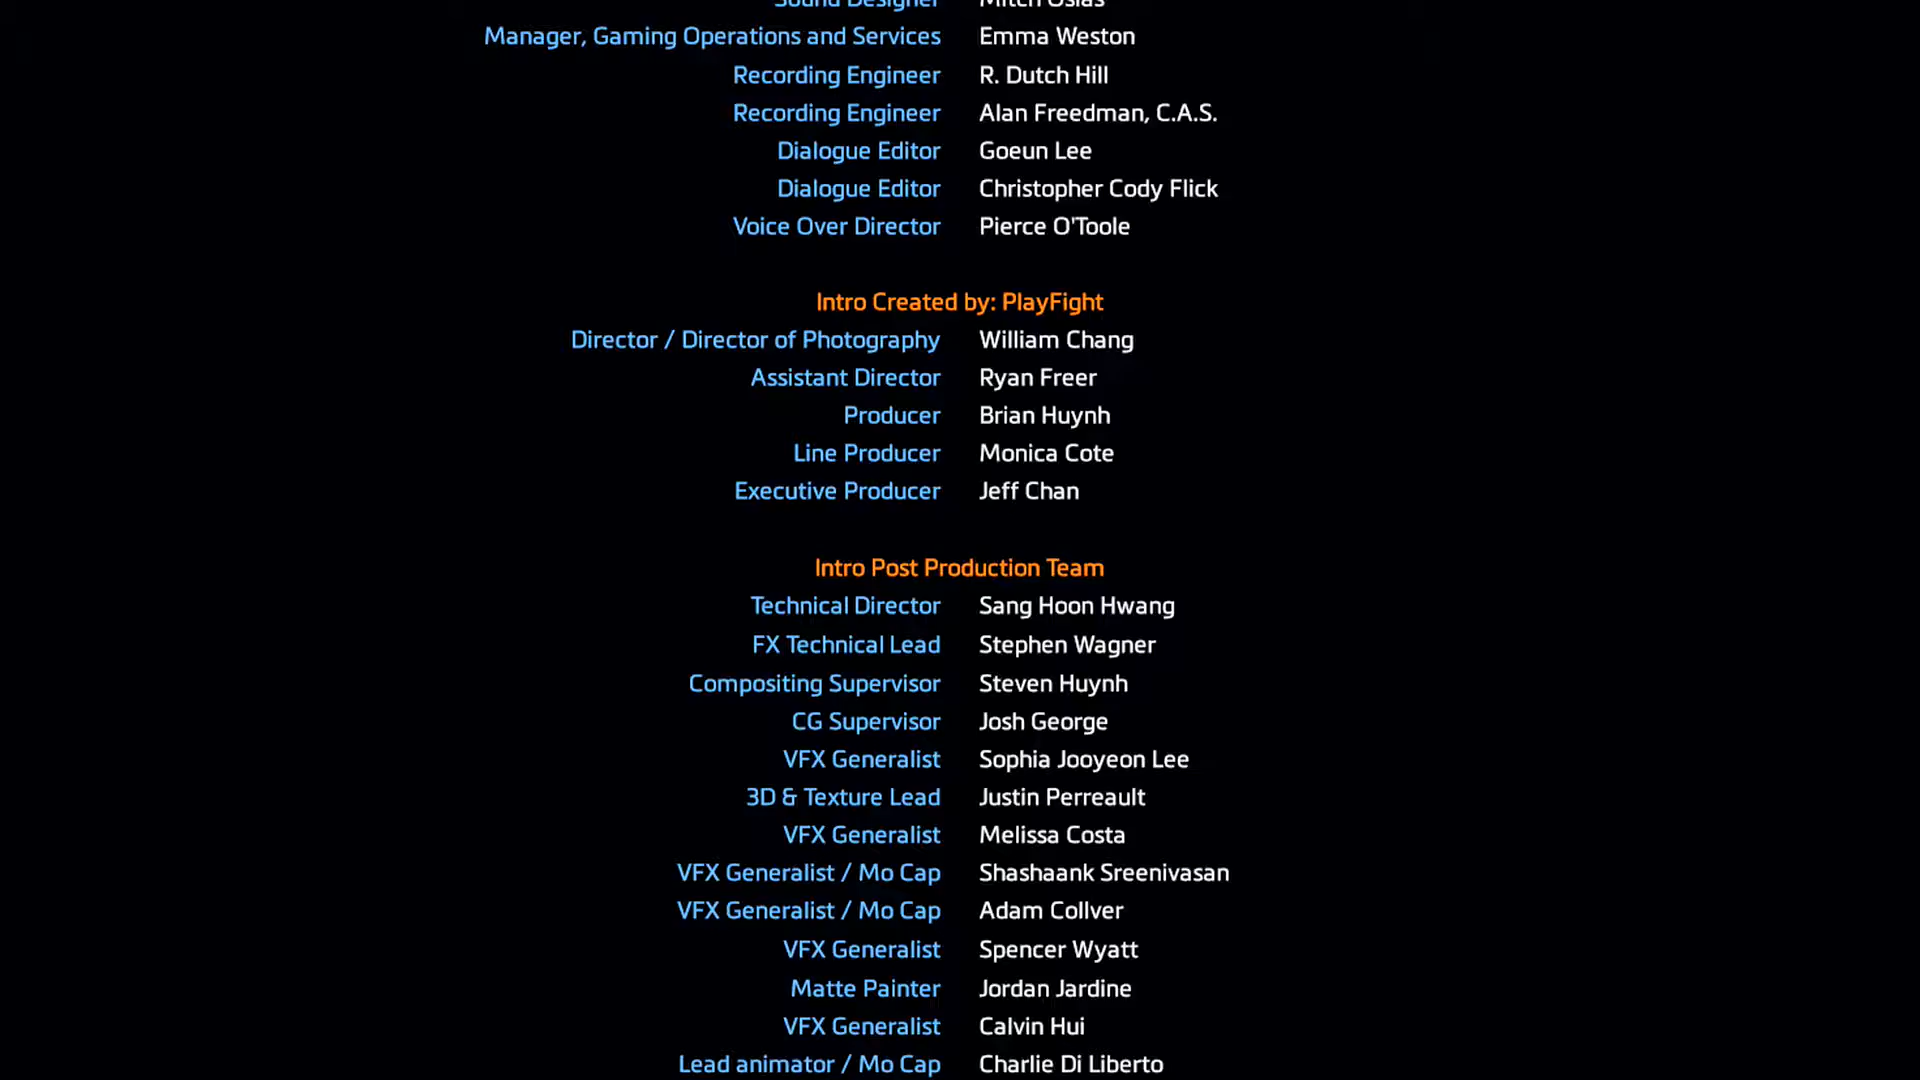 Sound Designer Mitch Osias
Manager, Gaming Operations and Services Emma Weston
Recording Engineer R. Dutch Hill
Recording Engineer Alan Freedman, C.A.S.
Dialogue Editor Goeun Lee
Dialogue Editor Christopher Cody Flick
Voice Over Director Pierce O'Toole
Intro Created by: PlayFight
Director / Director of Photography William Chang
Assistant Director Ryan Freer
Producer Brian Huynh
Line Producer Monica Cote
Executive Producer Jeff Chan
Intro Post Production Team
Technical Director Sang Hoon Hwang
FX Technical Lead Stephen Wagner
Compositing Supervisor Steven Huynh
CG Supervisor Josh George
VFX Generalist Sophia Jooyeon Lee
3D & Texture Lead Justin Perreault
VFX Generalist Melissa Costa
VFX Generalist / Mo Cap Shashaank Sreenivasan
VFX Generalist / Mo Cap Adam Collver
VFX Generalist Spencer Wyatt
Matte Painter Jordan Jardine
VFX Generalist Calvin Hui
Lead animator / Mo Cap Charlie Di Liberto